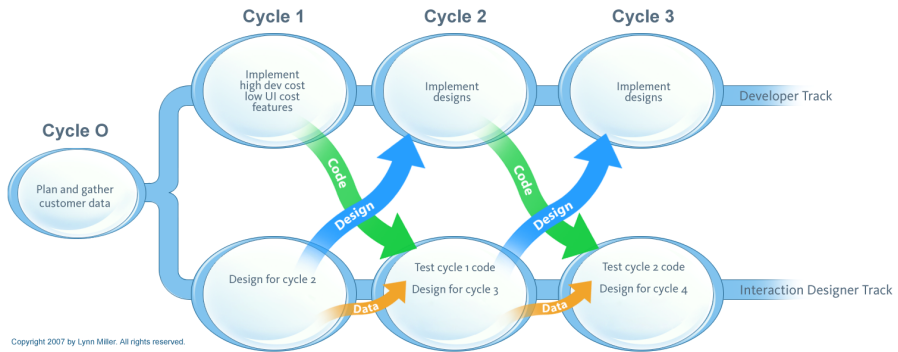 Cycle 1
Cycle 2
Cycle 3
Implement
high dev cost
low UI cost
features
Implement
designs
Implement
designs
Developer Track
Cycle O
Plan and gather
customer data
Code
Design
Code
Design
Design for cycle 2
Test cycle 1 code
Design for cycle 3
Test cycle 2 code
Design for cycle 4
Interaction Designer Track
Data
Data
Copyright 2007 by Lynn Miller. All rights reserved.